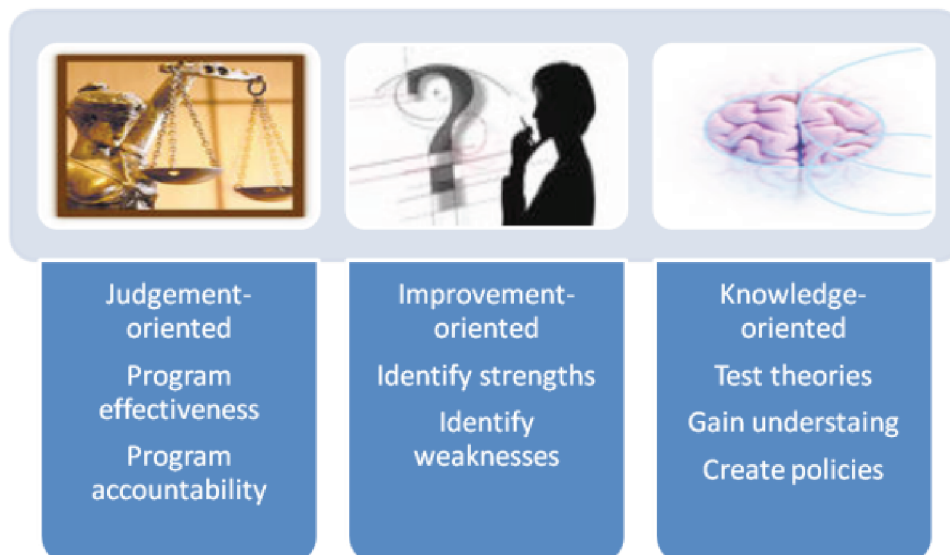 Judgement-
oriented
Program
effectiveness
Program
accountability
Improvement-
oriented
Identify strengths
Identify
weaknesses
Knowledge-
oriented
Test theories
Gain understaing
Create policies